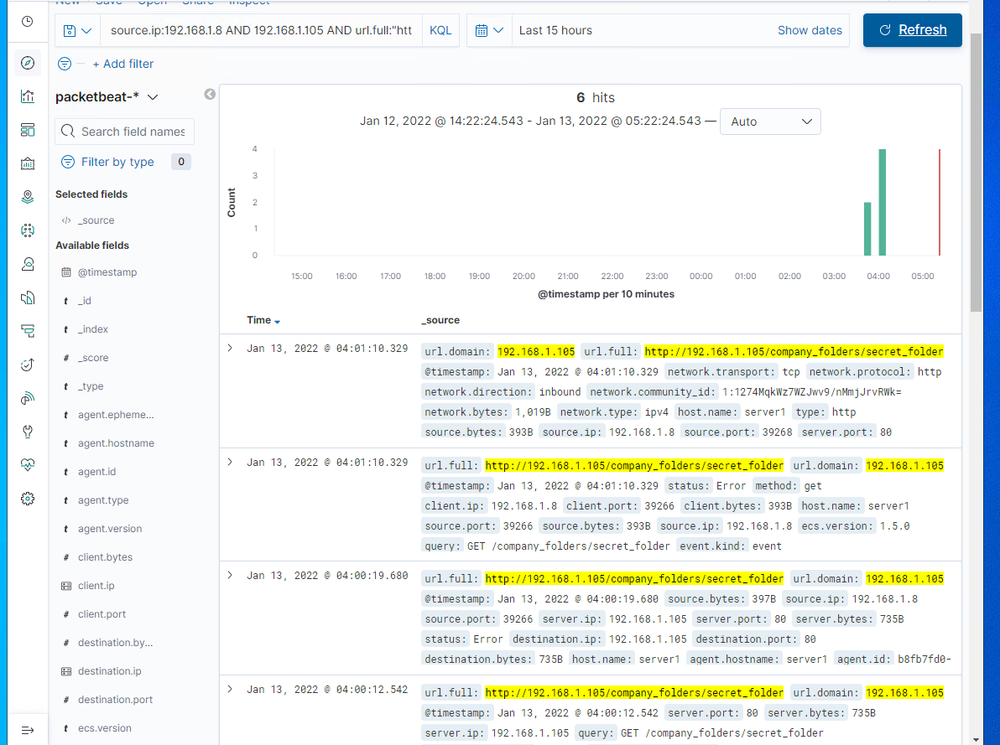 New Save Open Share Inspect
source.ip:192.168.1.8 AND 192.168.1.105 AND url.full:"htt KQL Last 15 hours Show dates Refresh
+ Add filter
packetbeat-*
Search field names
Filter by type 0
Selected fields
_source
Available fields
@timestamp
_id
_index
_score
_type
agent.epheme...
agent.hostname
agent.id
agent.type
agent.version
client.bytes
client.ip
client.port
destination.by...
destination.ip
destination.port
ecs.version
6 hits
Jan 12, 2022 @ 14:22:24.543 - Jan 13, 2022 @ 05:22:24.543 — Auto
Count
4
3
2
1
0
15:00 16:00 17:00 18:00 19:00 20:00 21:00 22:00 23:00 00:00 01:00 02:00 03:00 04:00 05:00
@timestamp per 10 minutes
Time _source
Jan 13, 2022 @ 04:01:10.329 url.domain: 192.168.1.105 url.full: http://192.168.1.105/company_folders/secret_folder
@timestamp: Jan 13, 2022 @ 04:01:10.329 network.transport: tcp network.protocol: http
network.direction: inbound network.community_id: 1:1274MqkWz7WZJwv9/nMmjJrvRWk=
network.bytes: 1,019B network.type: ipv4 host.name: server1 type: http
source.bytes: 393B source.ip: 192.168.1.8 source.port: 39268 server.port: 80
Jan 13, 2022 @ 04:01:10.329 url.full: http://192.168.1.105/company_folders/secret_folder url.domain: 192.168.1.105
@timestamp: Jan 13, 2022 @ 04:01:10.329 status: Error method: get
client.ip: 192.168.1.8 client.port: 39266 client.bytes: 393B host.name: server1
source.port: 39266 source.bytes: 393B source.ip: 192.168.1.8 ecs.version: 1.5.0
query: GET /company_folders/secret_folder event.kind: event
Jan 13, 2022 @ 04:00:19.680 url.full: http://192.168.1.105/company_folders/secret_folder url.domain: 192.168.1.105
@timestamp: Jan 13, 2022 @ 04:00:19.680 source.bytes: 397B source.ip: 192.168.1.8
source.port: 39266 server.ip: 192.168.1.105 server.port: 80 server.bytes: 735B
status: Error destination.ip: 192.168.1.105 destination.port: 80
destination.bytes: 735B host.name: server1 agent.hostname: server1 agent.id: b8fb7fd0-
Jan 13, 2022 @ 04:00:12.542 url.full: http://192.168.1.105/company_folders/secret_folder url.domain: 192.168.1.105
@timestamp: Jan 13, 2022 @ 04:00:12.542 server.port: 80 server.bytes: 735B
server.ip: 192.168.1.105 query: GET /company_folders/secret_folder